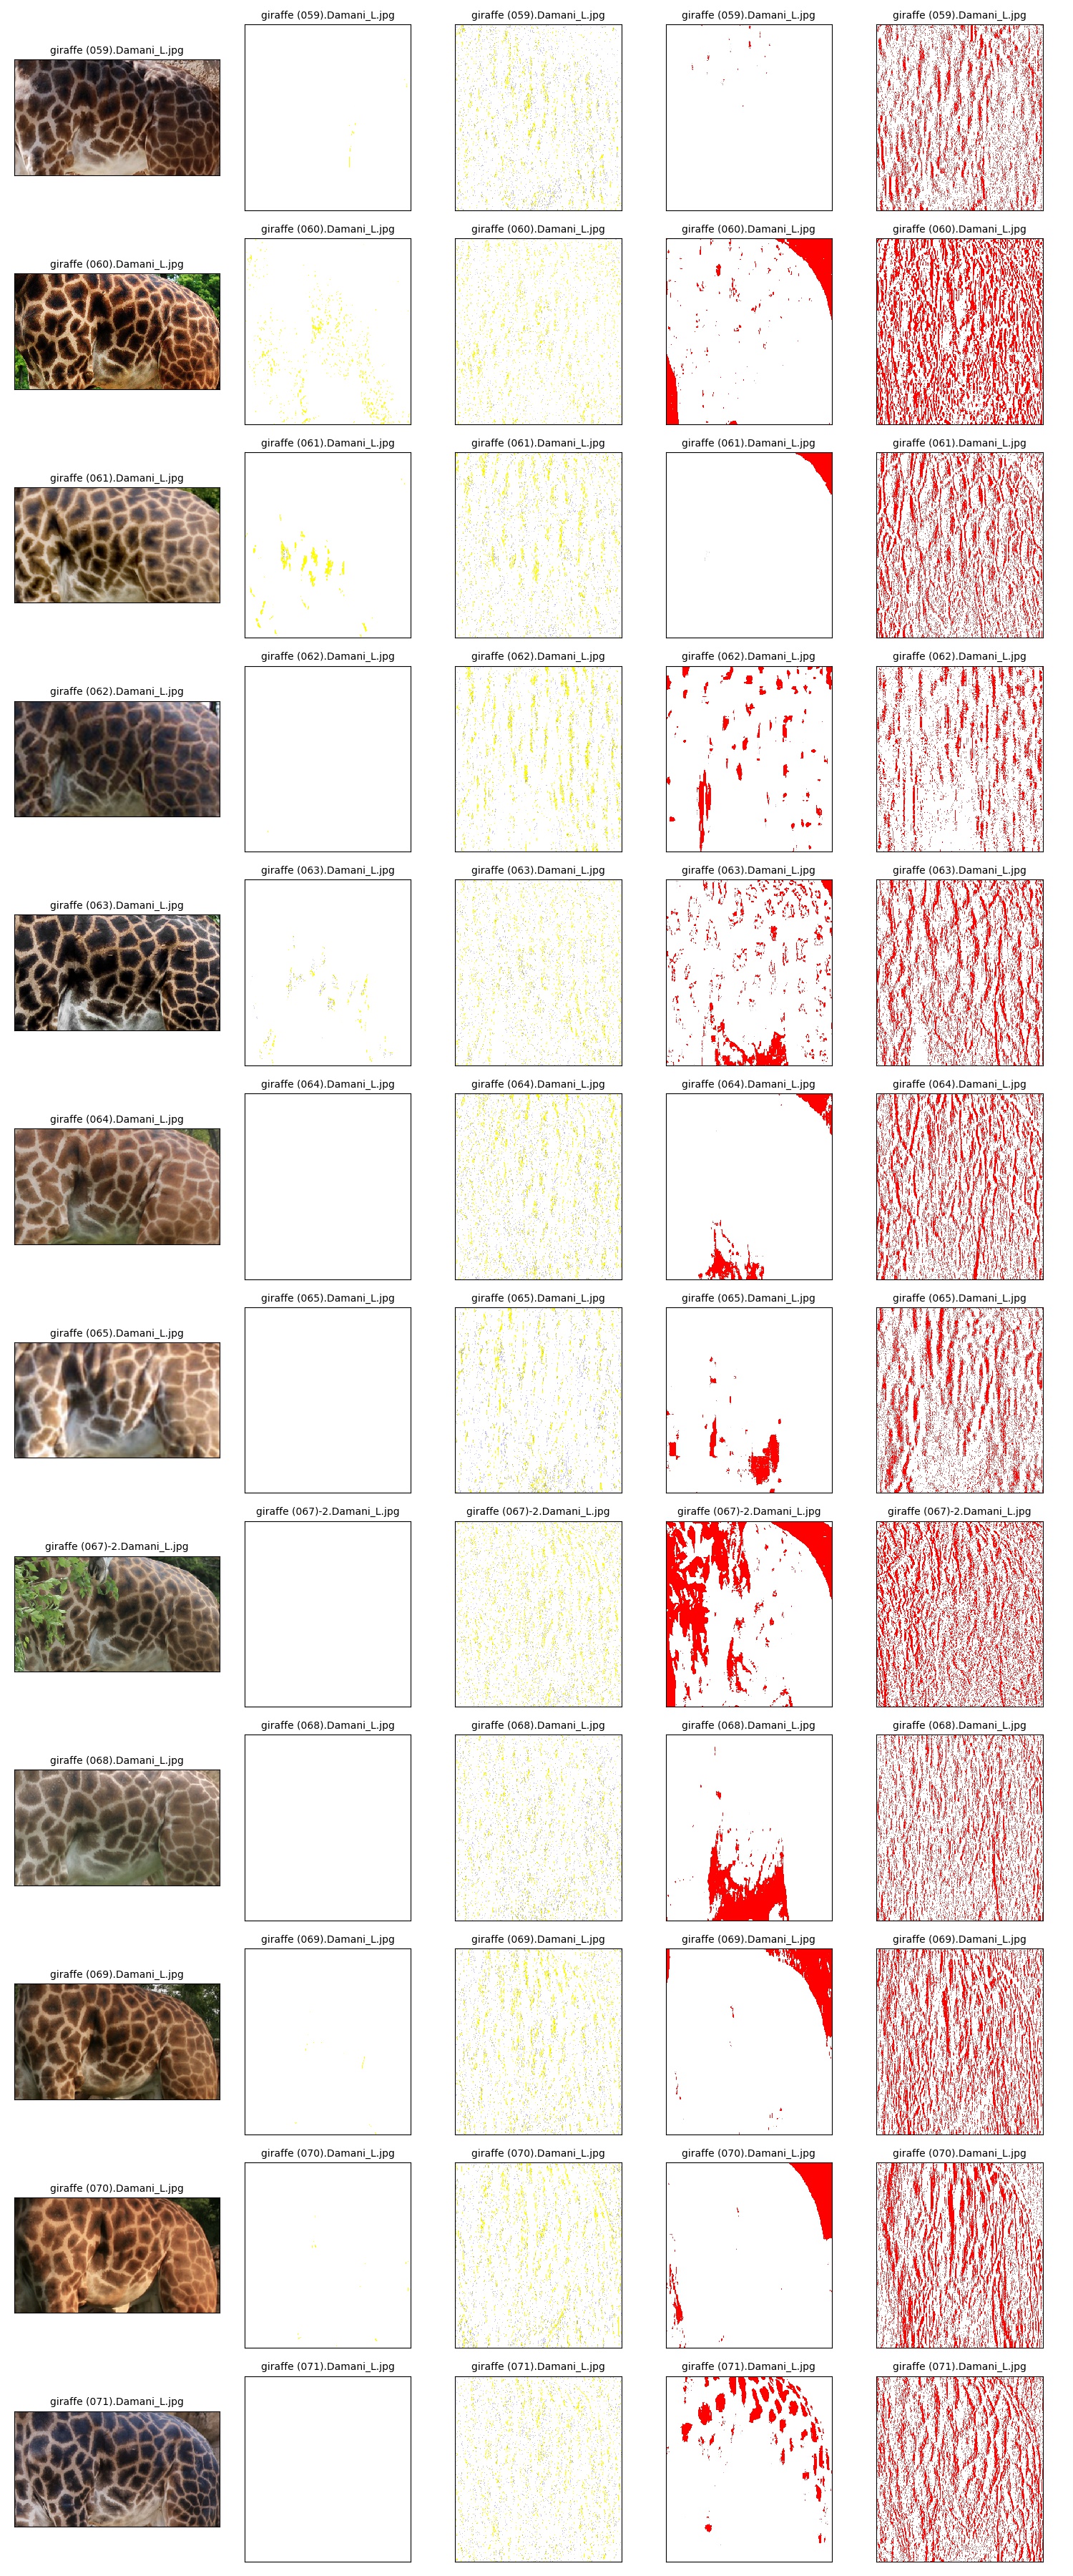 giraffe (059).Damani_L.jpg giraffe (059).Damani_L.jpg giraffe (059).Damani_L.jpg giraffe (059).Damani_L.jpg giraffe (059).Damani_L.jpg
giraffe (060).Damani_L.jpg giraffe (060).Damani_L.jpg giraffe (060).Damani_L.jpg giraffe (060).Damani_L.jpg giraffe (060).Damani_L.jpg
giraffe (061).Damani_L.jpg giraffe (061).Damani_L.jpg giraffe (061).Damani_L.jpg giraffe (061).Damani_L.jpg giraffe (061).Damani_L.jpg
giraffe (062).Damani_L.jpg giraffe (062).Damani_L.jpg giraffe (062).Damani_L.jpg giraffe (062).Damani_L.jpg giraffe (062).Damani_L.jpg
giraffe (063).Damani_L.jpg giraffe (063).Damani_L.jpg giraffe (063).Damani_L.jpg giraffe (063).Damani_L.jpg giraffe (063).Damani_L.jpg
giraffe (064).Damani_L.jpg giraffe (064).Damani_L.jpg giraffe (064).Damani_L.jpg giraffe (064).Damani_L.jpg giraffe (064).Damani_L.jpg
giraffe (065).Damani_L.jpg giraffe (065).Damani_L.jpg giraffe (065).Damani_L.jpg giraffe (065).Damani_L.jpg giraffe (065).Damani_L.jpg
giraffe (067)-2.Damani_L.jpg giraffe (067)-2.Damani_L.jpg giraffe (067)-2.Damani_L.jpg giraffe (067)-2.Damani_L.jpg giraffe (067)-2.Damani_L.jpg
giraffe (068).Damani_L.jpg giraffe (068).Damani_L.jpg giraffe (068).Damani_L.jpg giraffe (068).Damani_L.jpg giraffe (068).Damani_L.jpg
giraffe (069).Damani_L.jpg giraffe (069).Damani_L.jpg giraffe (069).Damani_L.jpg giraffe (069).Damani_L.jpg giraffe (069).Damani_L.jpg
giraffe (070).Damani_L.jpg giraffe (070).Damani_L.jpg giraffe (070).Damani_L.jpg giraffe (070).Damani_L.jpg giraffe (070).Damani_L.jpg
giraffe (071).Damani_L.jpg giraffe (071).Damani_L.jpg giraffe (071).Damani_L.jpg giraffe (071).Damani_L.jpg giraffe (071).Damani_L.jpg